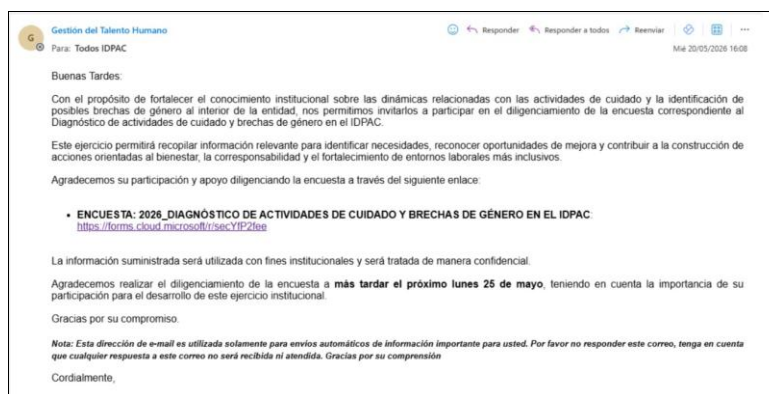 G
Gestión del Talento Humano
Responder Responder a todos Reenviar
Para: Todos IDPAC
Mié 20/05/2026 16:08
Buenas Tardes:
Con el propósito de fortalecer el conocimiento institucional sobre las dinámicas relacionadas con las actividades de cuidado y la identificación de
posibles brechas de género al interior de la entidad, nos permitimos invitarlos a participar en el diligenciamiento de la encuesta correspondiente al
Diagnóstico de actividades de cuidado y brechas de género en el IDPAC.
Este ejercicio permitirá recopilar información relevante para identificar necesidades, reconocer oportunidades de mejora y contribuir a la construcción de
acciones orientadas al bienestar, la corresponsabilidad y el fortalecimiento de entornos laborales más inclusivos.
Agradecemos su participación y apoyo diligenciando la encuesta a través del siguiente enlace:
• ENCUESTA: 2026_DIAGNÓSTICO DE ACTIVIDADES DE CUIDADO Y BRECHAS DE GÉNERO EN EL IDPAC
https://forms.cloud.microsoft/r/secYfP2fee
La información suministrada será utilizada con fines institucionales y será tratada de manera confidencial.
Agradecemos realizar el diligenciamiento de la encuesta a más tardar el próximo lunes 25 de mayo, teniendo en cuenta la importancia de su
participación para el desarrollo de este ejercicio institucional.
Gracias por su compromiso.
Nota: Esta dirección de e-mail es utilizada solamente para envíos automáticos de información importante para usted. Por favor no responder este correo, tenga en cuenta
que cualquier respuesta a este correo no será recibida ni atendida. Gracias por su comprensión
Cordialmente,